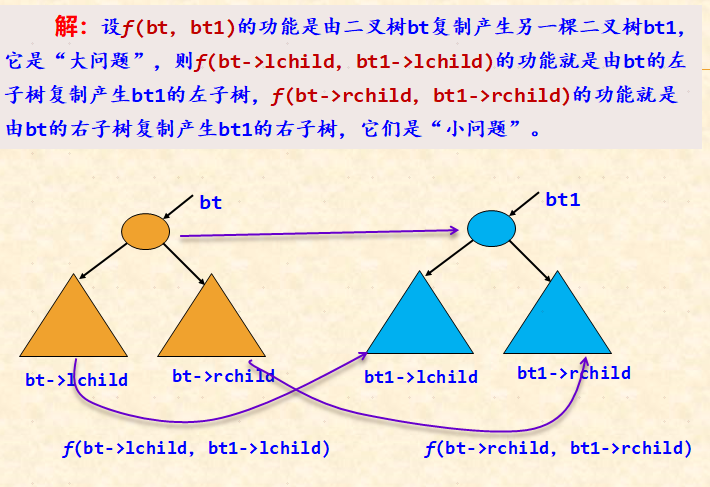 解：设f(bt, bt1)的功能是由二叉树bt复制产生另一棵二叉树bt1，
它是“大问题”，则f(bt->lchild, bt1->lchild)的功能就是由bt的左
子树复制产生bt1的左子树，f(bt->rchild, bt1->rchild)的功能就是
由bt的右子树复制产生bt1的右子树，它们是“小问题”。
bt
bt1
bt->lchild
bt->rchild
bt1->lchild
bt1->rchild
f(bt->lchild, bt1->lchild)
f(bt->rchild, bt1->rchild)